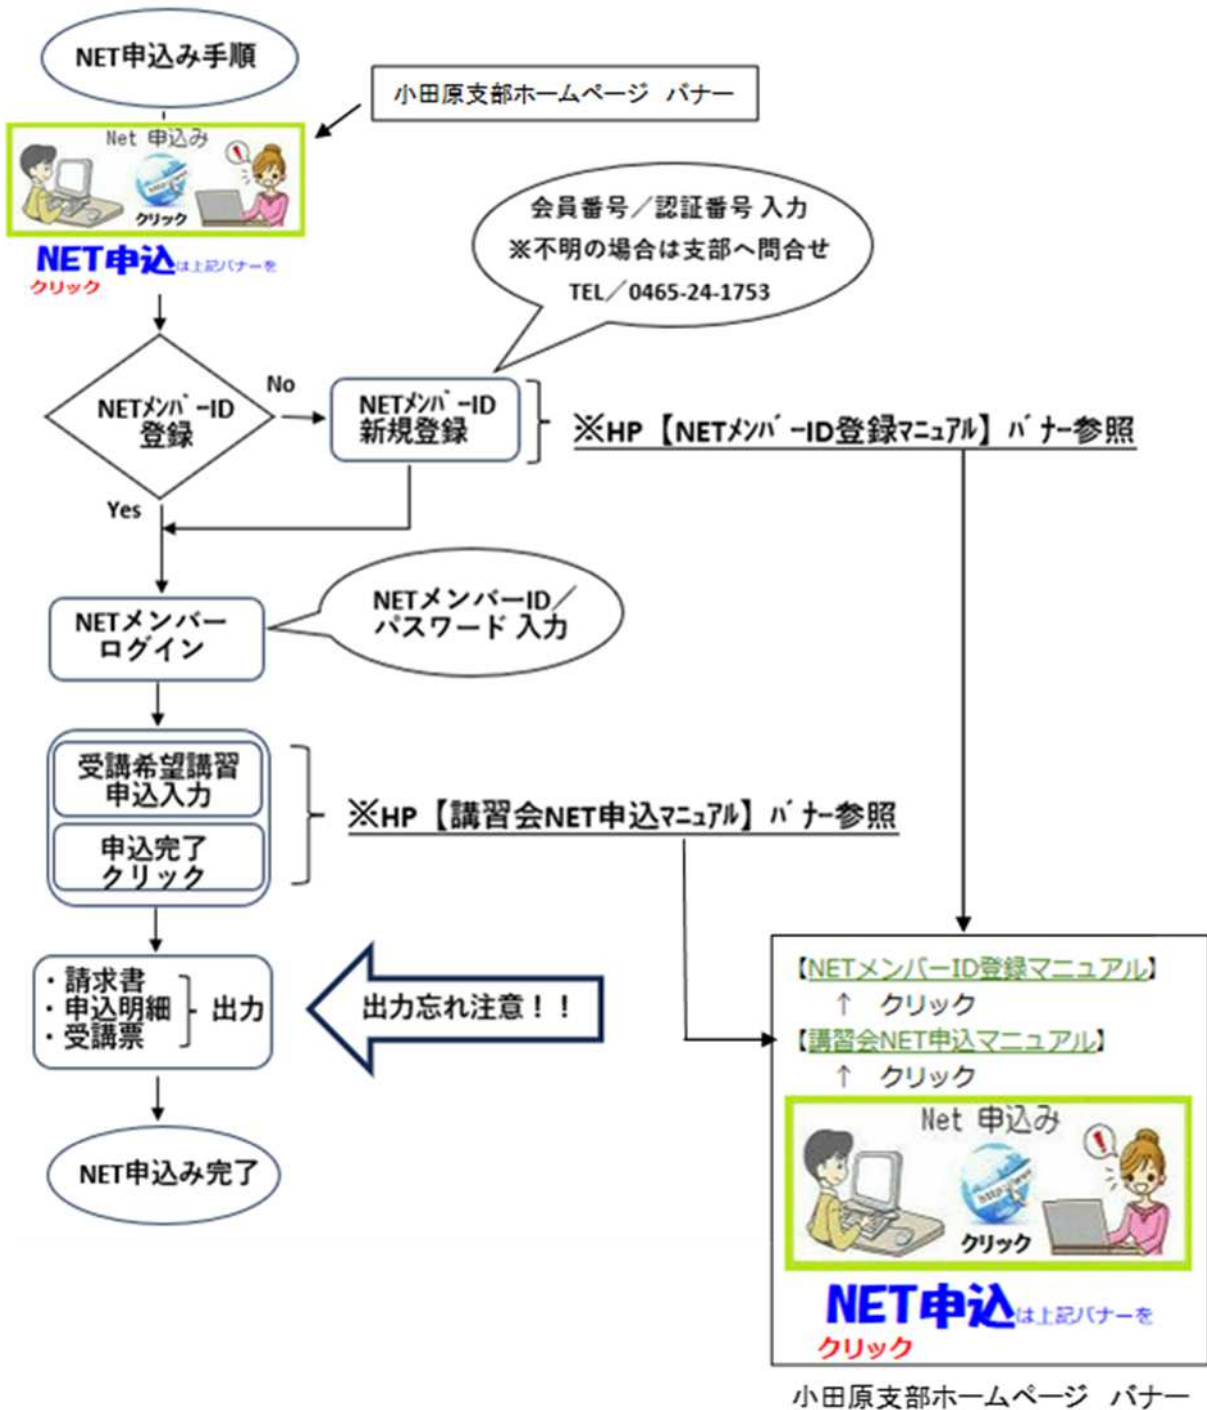 NET申込み手順
小田原支部ホームページ バナー
Net 申込み
クリック
NET申込は上記バナーを
クリック
会員番号／認証番号 入力
※不明の場合は支部へ問合せ
TEL／0465-24-1753
NETﾒﾝﾊﾞｰID
登録
No
Yes
NETﾒﾝﾊﾞｰID
新規登録
※HP【NETﾒﾝﾊﾞｰID登録ﾏﾆｭｱﾙ】ﾊﾞﾅｰ参照
NETメンバー
ログイン
NETメンバーID／
パスワード 入力
受講希望講習
申込入力
申込完了
クリック
※HP【講習会NET申込ﾏﾆｭｱﾙ】ﾊﾞﾅｰ参照
・請求書
・申込明細
・受講票
出力
出力忘れ注意！！
NET申込み完了
【NETメンバーID登録マニュアル】
↑ クリック
【講習会NET申込マニュアル】
↑ クリック
Net 申込み
http://www
クリック
NET申込は上記バナーを
クリック
小田原支部ホームページ バナー